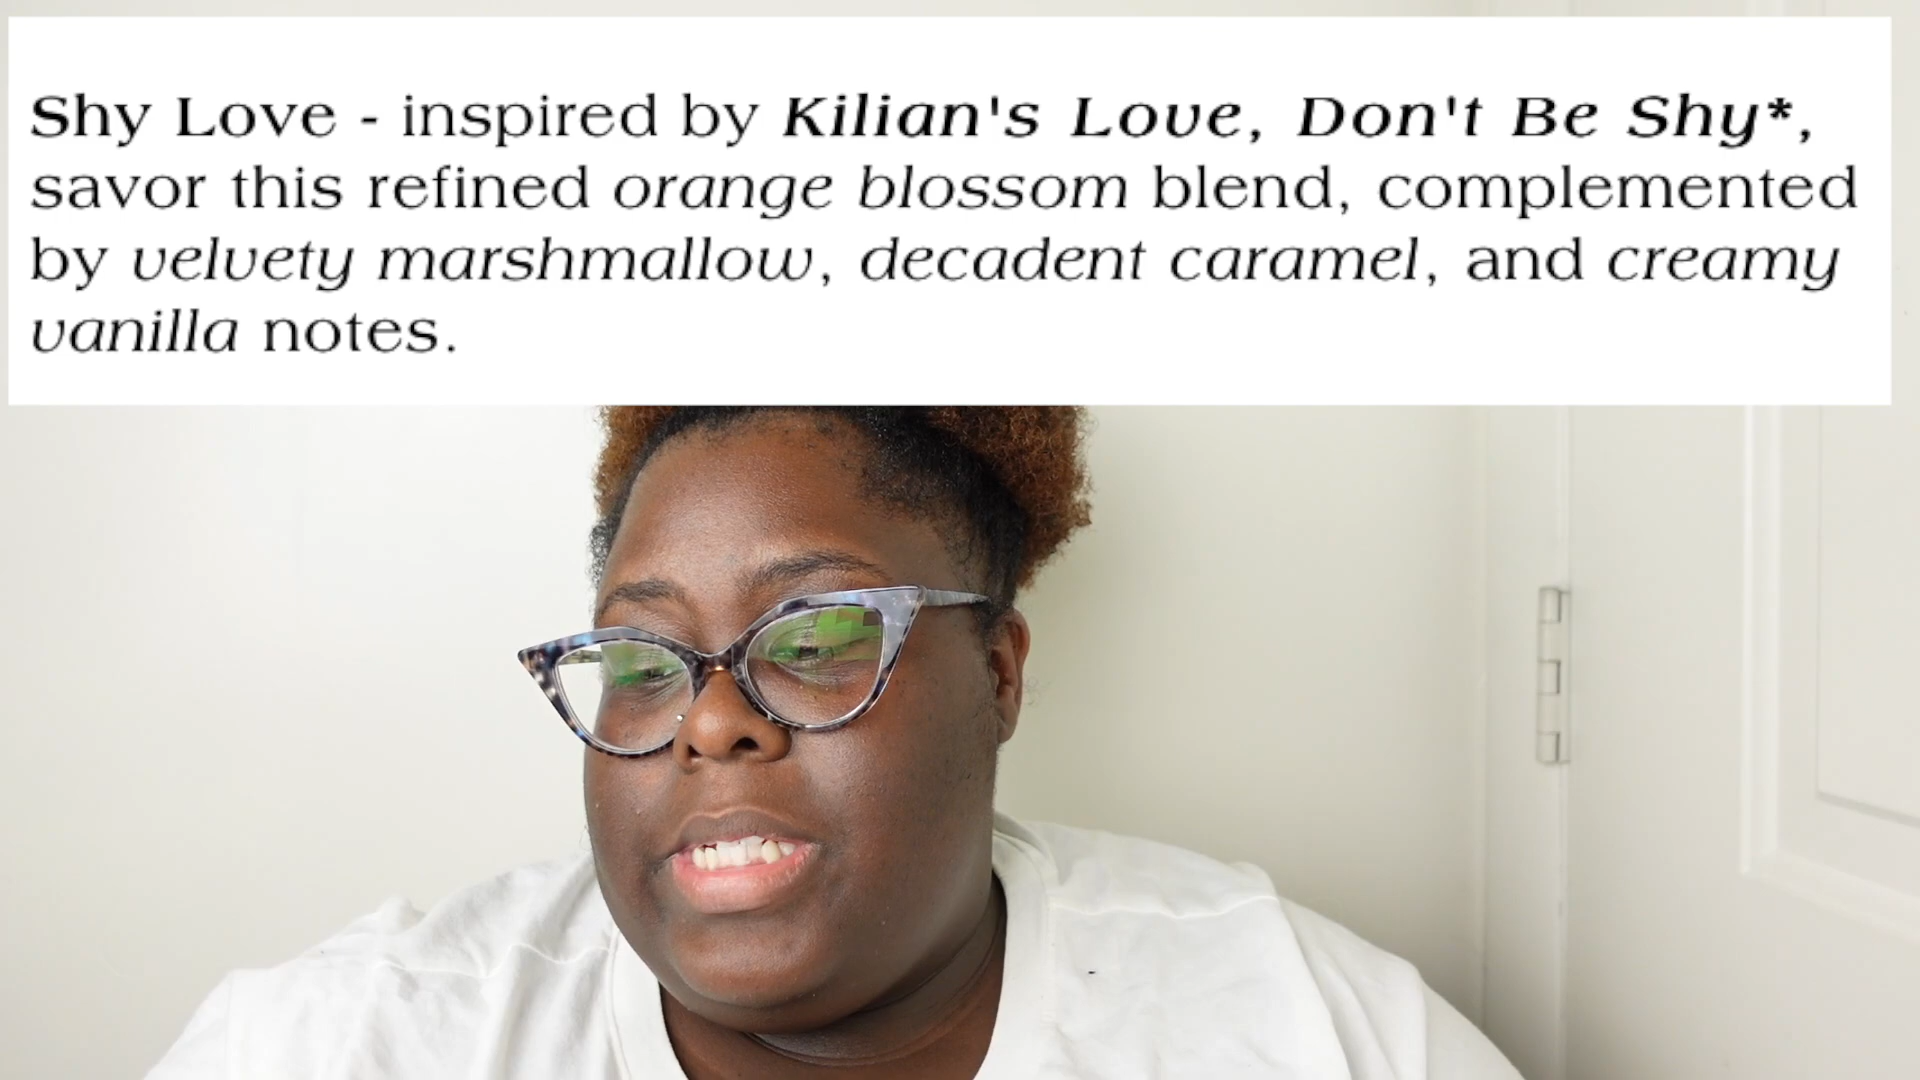 Shy Love - inspired by Kilian's Love, Don't Be Shy*,
savor this refined orange blossom blend, complemented
by velvety marshmallow, decadent caramel, and creamy
vanilla notes.